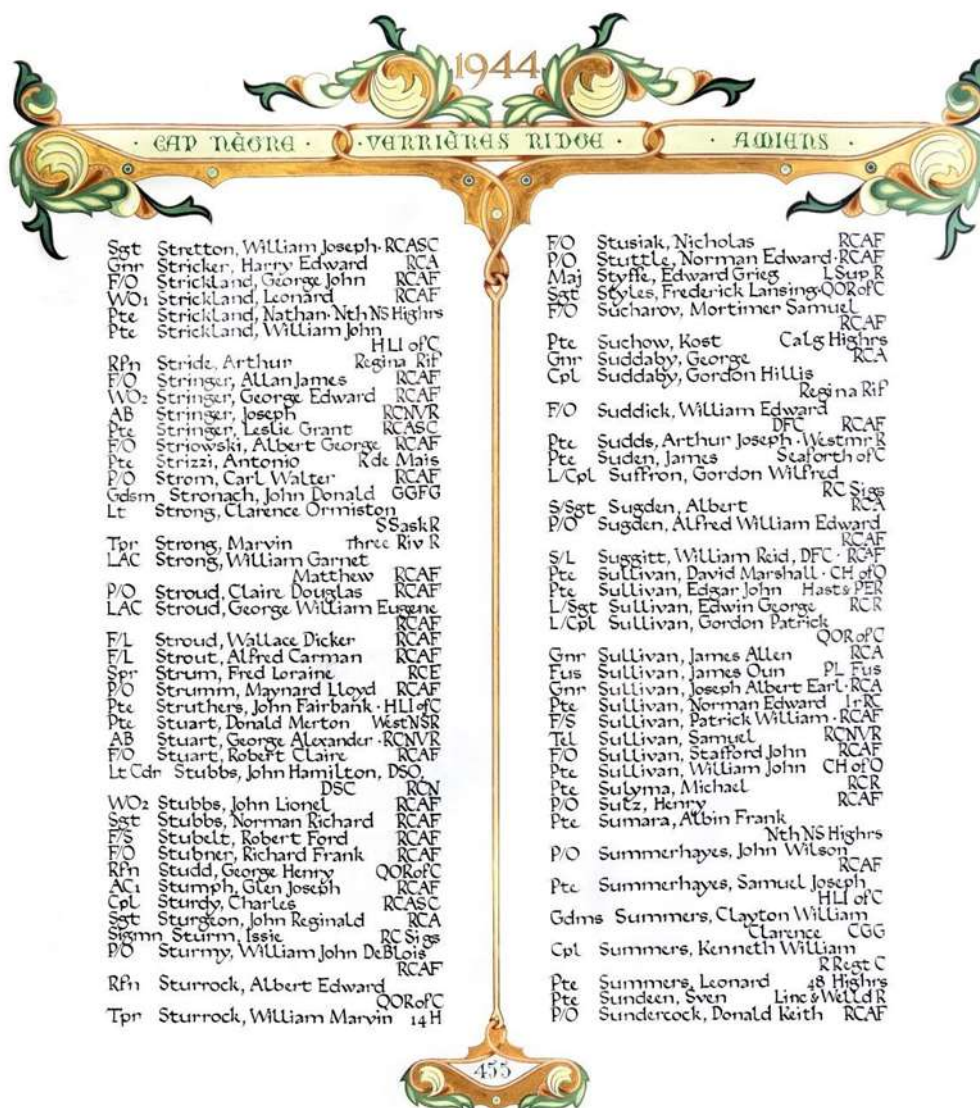 1944
· CAP NÈGRE · · VERRIÈRES RIDGE · · AMIENS ·
Sgt Stretton, William Joseph · RCASC
Gnr Stricker, Harry Edward RCA
F/O Strickland, George John RCAF
WO1 Strickland, Leonard RCAF
Pte Strickland, Nathan · Nth NS Highrs
Pte Strickland, William John
HLI of C
Rfn Stride, Arthur Regina Rif
F/O Stringer, Allan James RCAF
WO2 Stringer, George Edward RCAF
AB Stringer, Joseph RCNVR
Pte Stringer, Leslie Grant RCASC
F/O Striowski, Albert George RCAF
Pte Strizzi, Antonio R de Mais
P/O Strom, Carl Walter RCAF
Gdsm Stronach, John Donald GGFG
Lt Strong, Clarence Ormiston
S Sask R
Tpr Strong, Marvin Three Riv R
LAC Strong, William Garnet
Matthew RCAF
P/O Stroud, Claire Douglas RCAF
LAC Stroud, George William Eugene
RCAF
F/L Stroud, Wallace Dicker RCAF
F/L Strout, Alfred Carman RCAF
Spr Strum, Fred Loraine RCE
P/O Strumm, Maynard Lloyd RCAF
Pte Struthers, John Fairbank · HLI of C
Pte Stuart, Donald Merton West NSR
AB Stuart, George Alexander · RCNVR
F/O Stuart, Robert Claire RCAF
Lt Cdr Stubbs, John Hamilton, DSO,
DSC RCN
WO2 Stubbs, John Lionel RCAF
Sgt Stubbs, Norman Richard RCAF
F/S Stubelt, Robert Ford RCAF
F/O Stubner, Richard Frank RCAF
Rfn Studd, George Henry QOR of C
AC1 Stumph, Glen Joseph RCAF
Cpl Sturdy, Charles RCASC
Sgt Sturgeon, John Reginald RCA
Sigmn Sturm, Issie RC Sigs
P/O Sturmy, William John DeBlois
RCAF
Rfn Sturrock, Albert Edward
QOR of C
Tpr Sturrock, William Marvin 14 H
F/O Stusiak, Nicholas RCAF
P/O Stuttle, Norman Edward · RCAF
Maj Styffe, Edward Grieg L Sup R
Sgt Styles, Frederick Lansing · QOR of C
F/O Sucharov, Mortimer Samuel
RCAF
Pte Suchow, Kost Calg Highrs
Gnr Suddaby, George RCA
Cpl Suddaby, Gordon Hillis
Regina Rif
F/O Suddick, William Edward
DFC RCAF
Pte Sudds, Arthur Joseph · Westmr R
Pte Suden, James Seaforth of C
L/Cpl Suffron, Gordon Wilfred
RC Sigs
S/Sgt Sugden, Albert RCA
P/O Sugden, Alfred William Edward
RCAF
S/L Suggitt, William Reid, DFC · RCAF
Pte Sullivan, David Marshall · CH of O
Pte Sullivan, Edgar John Hast & PER
L/Sgt Sullivan, Edwin George RCR
L/Cpl Sullivan, Gordon Patrick
QOR of C
Gnr Sullivan, James Allen RCA
Fus Sullivan, James Oun PL Fus
Gnr Sullivan, Joseph Albert Earl · RCA
Pte Sullivan, Norman Edward Ir RC
F/S Sullivan, Patrick William · RCAF
Tel Sullivan, Samuel RCNVR
F/O Sullivan, Stafford John RCAF
Pte Sullivan, William John CH of O
Pte Sulyma, Michael RCR
P/O Sutz, Henry RCAF
Pte Sumara, Albin Frank
Nth NS Highrs
P/O Summerhayes, John Wilson
RCAF
Pte Summerhayes, Samuel Joseph
HLI of C
Gdms Summers, Clayton William
Clarence CGG
Cpl Summers, Kenneth William
R Regt C
Pte Summers, Leonard 48 Highrs
Pte Sundeen, Sven Linc & Welld R
P/O Sundercock, Donald Keith RCAF
455